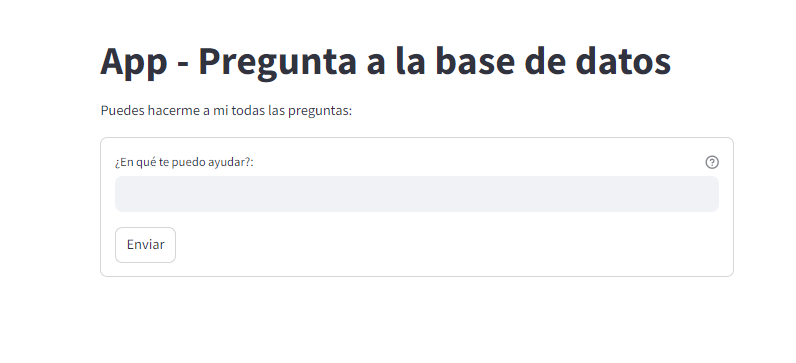 App - Pregunta a la base de datos
Puedes hacerme a mi todas las preguntas:
¿En qué te puedo ayudar?:
Enviar